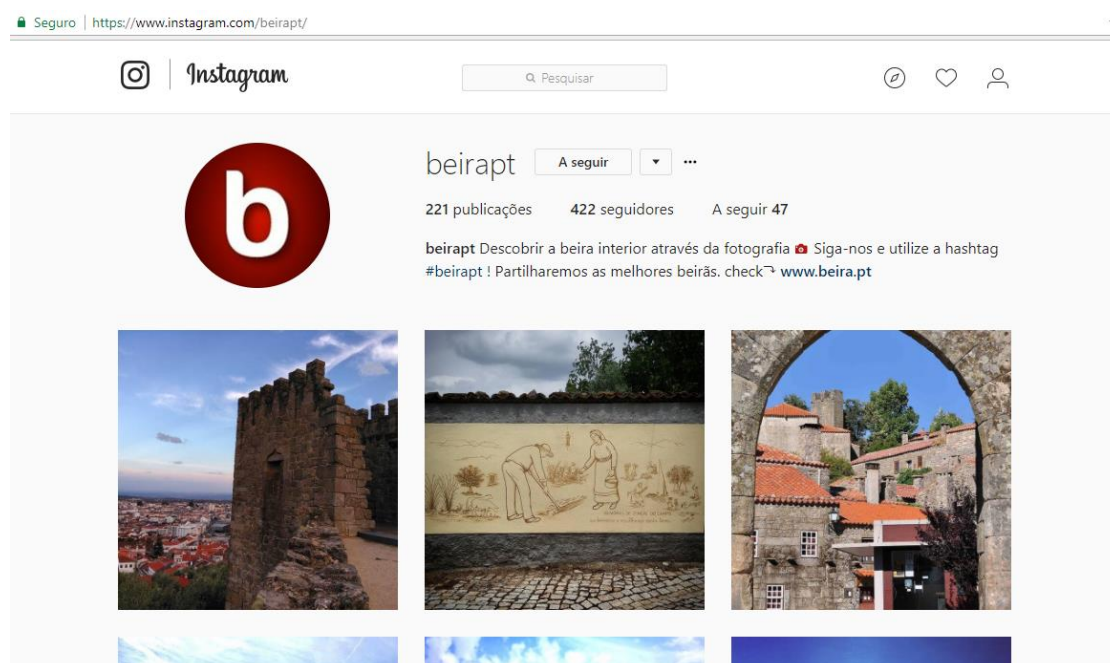 Seguro | https://www.instagram.com/beirapt/
Instagram
Pesquisar
b
beirapt A seguir
221 publicações 422 seguidores A seguir 47
beirapt Descobrir a beira interior através da fotografia 📷 Siga-nos e utilize a hashtag
#beirapt ! Partilharemos as melhores beirãs. check⤵ www.beira.pt